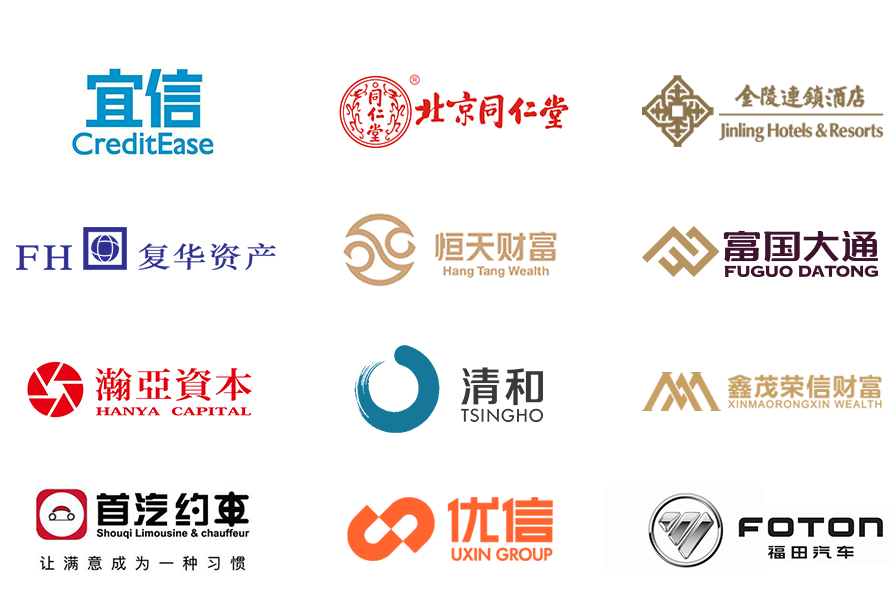 宜信
CreditEase
同仁堂
®
北京同仁堂
金陵連鎖酒店
Jinling Hotels & Resorts
FH
复华资产
恒天财富
Hang Tang Wealth
富国大通
FUGUO DATONG
瀚亞資本
HANYA CAPITAL
清和
TSINGHO
鑫茂荣信财富
XINMAORONGXIN WEALTH
首汽约車
Shouqi Limousine & chauffeur
让满意成为一种习惯
优信
UXIN GROUP
FOTON
福田汽车